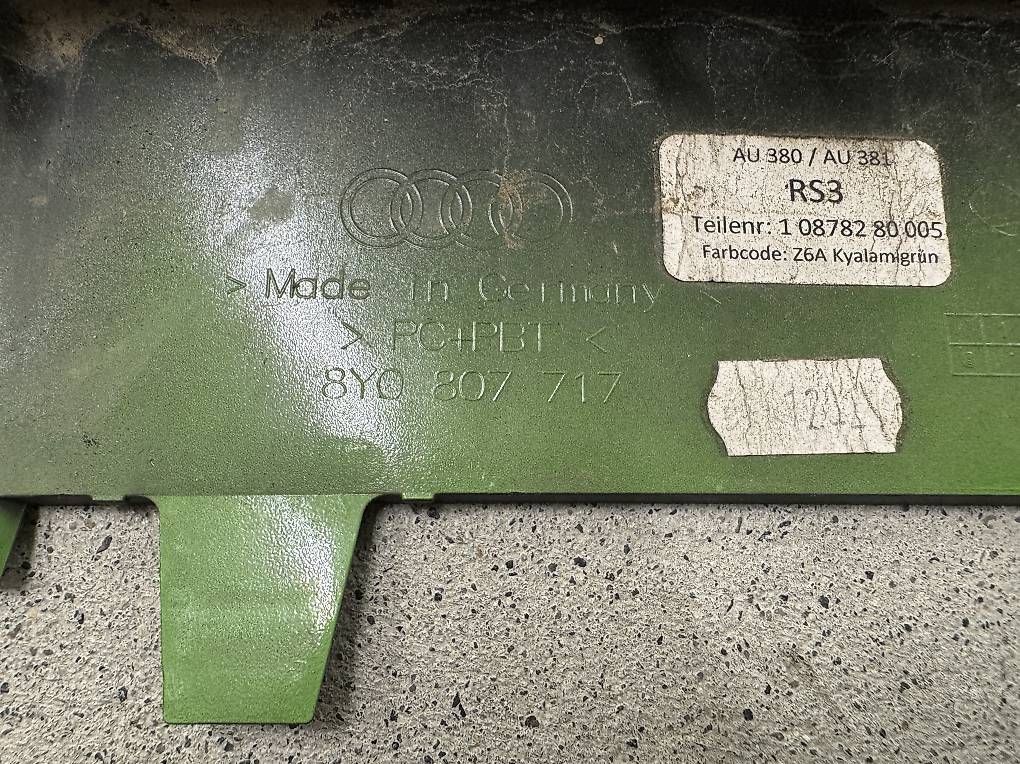 AU 380 / AU 381
RS3
Teilenr: 1 08782 80 005
Farbcode: Z6A Kyalamigrün
> Made in Germany <
> PC+PBT <
8Y0 807 717
1242